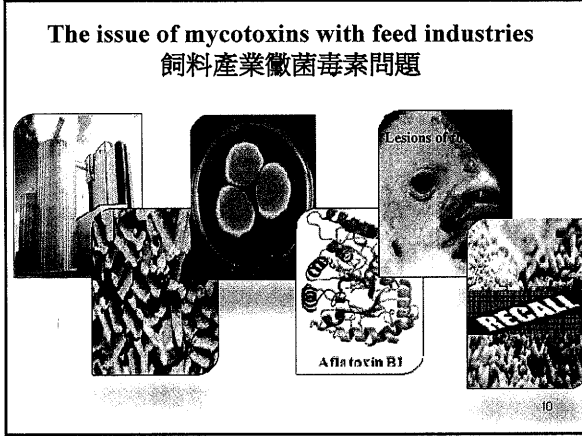 The issue of mycotoxins with feed industries
飼料產業黴菌毒素問題
Lesions of
Aflatoxin B1
RECALL
10